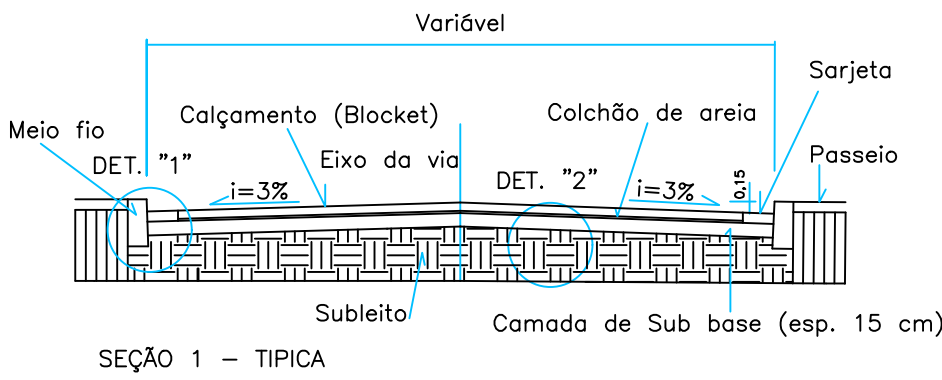 Variável
Sarjeta
Calçamento (Blocket)
Colchão de areia
Meio fio
Eixo da via
Passeio
DET. "1"
DET. "2"
i=3%
i=3%
0,15
Subleito
Camada de Sub base (esp. 15 cm)
SEÇÃO 1 – TIPICA